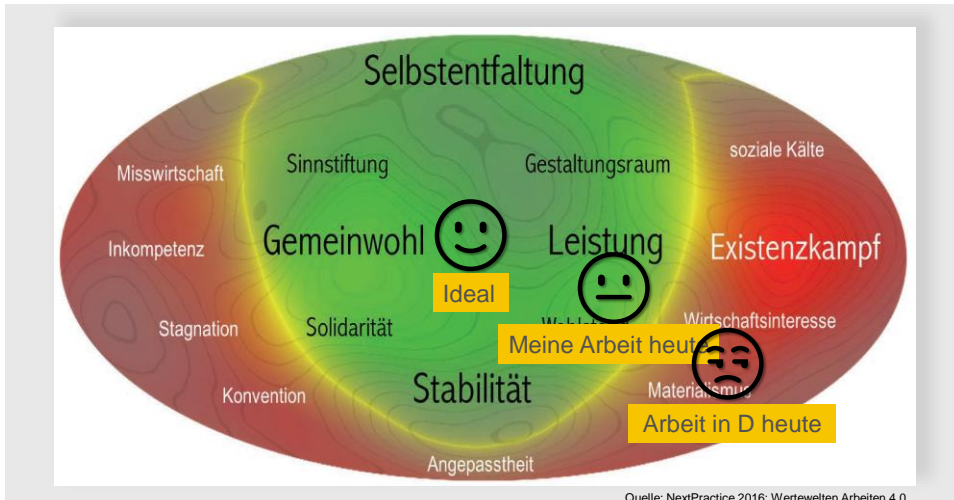 Selbstentfaltung
soziale Kälte
Misswirtschaft
Sinnstiftung
Gestaltungsraum
Inkompetenz
Gemeinwohl
Leistung
Existenzkampf
Ideal
Stagnation
Solidarität
Wirtschaftsinteresse
Meine Arbeit heute
Konvention
Stabilität
Materialismus
Arbeit in D heute
Angepasstheit
Quelle: NextPractice 2016: Wertewelten Arbeiten 4.0